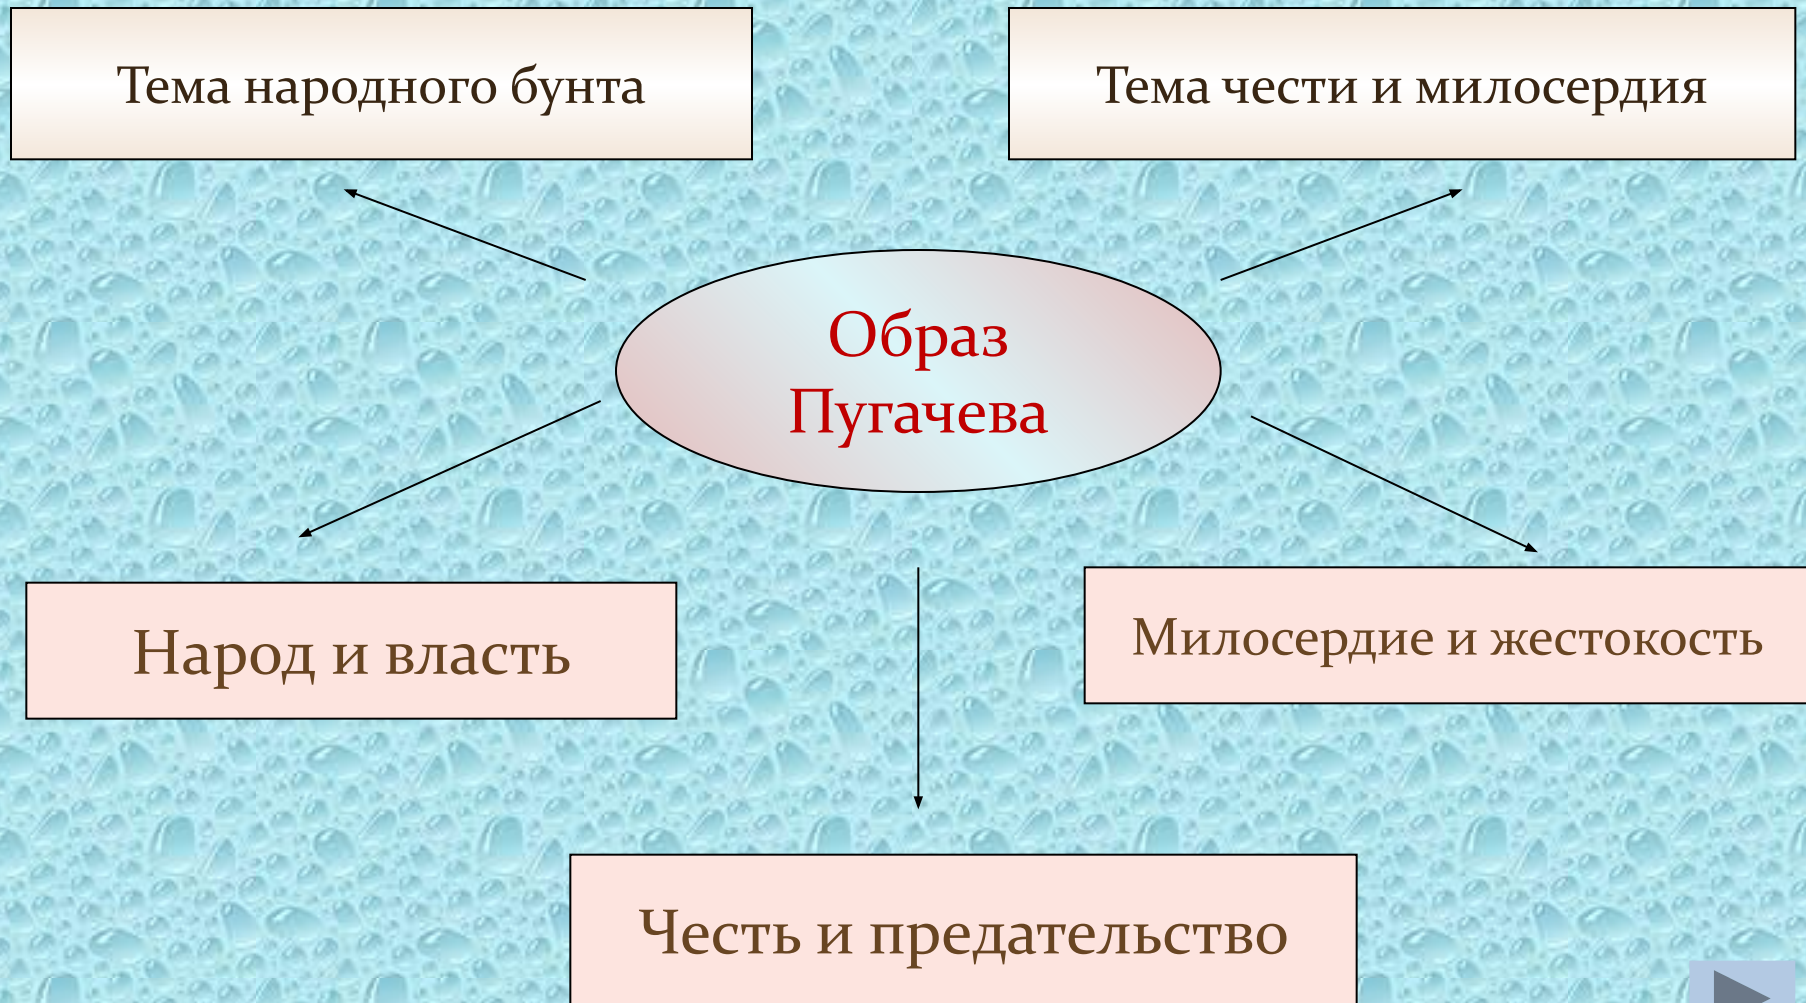 Тема народного бунта
Тема чести и милосердия
Образ
Пугачева
Народ и власть
Милосердие и жестокость
Честь и предательство